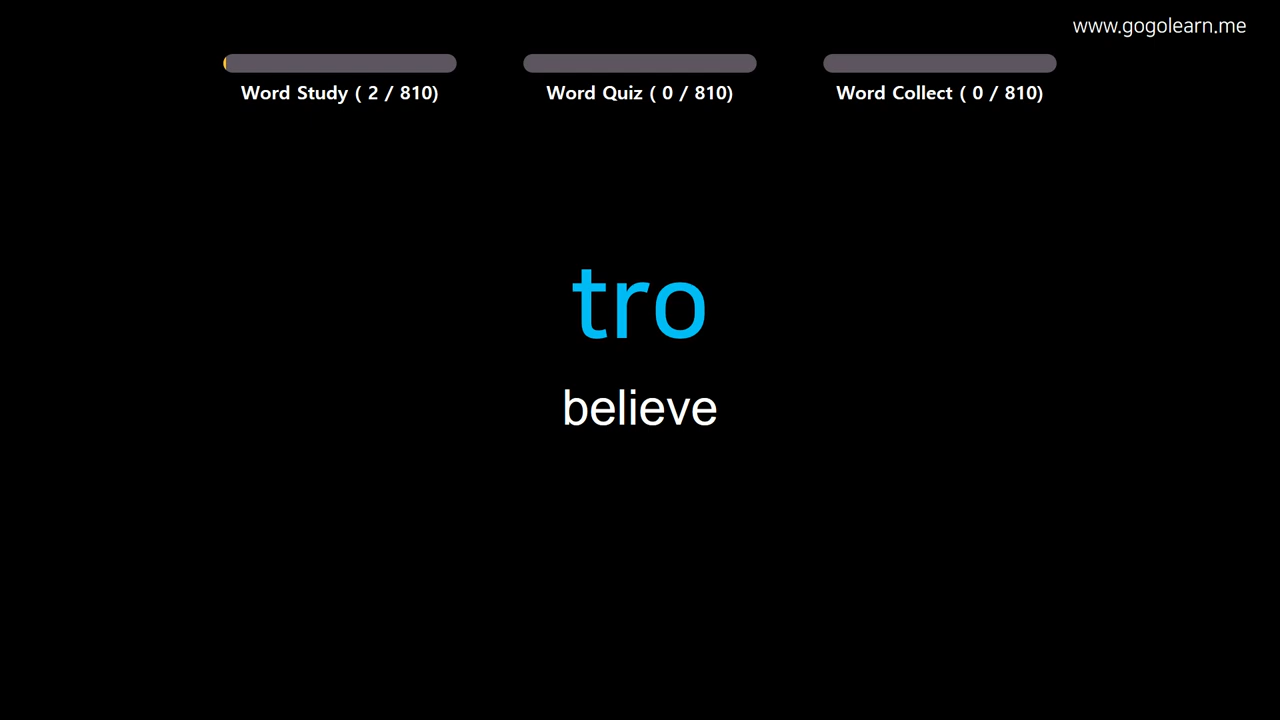 www.gogolearn.me
Word Study ( 2 / 810)
Word Quiz ( 0 / 810)
Word Collect ( 0 / 810)
tro
believe